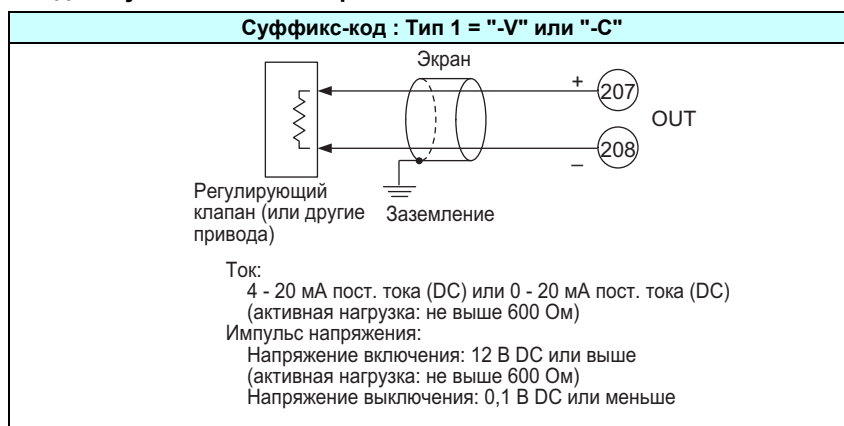 Суффикс-код : Тип 1 = "-V" или "-C"
Экран
+
207
OUT
208
–
Регулирующий
клапан (или другие
привода)
Заземление
Ток:
4 - 20 мА пост. тока (DC) или 0 - 20 мА пост. тока (DC)
(активная нагрузка: не выше 600 Ом)
Импульс напряжения:
Напряжение включения: 12 В DC или выше
(активная нагрузка: не выше 600 Ом)
Напряжение выключения: 0,1 В DC или меньше